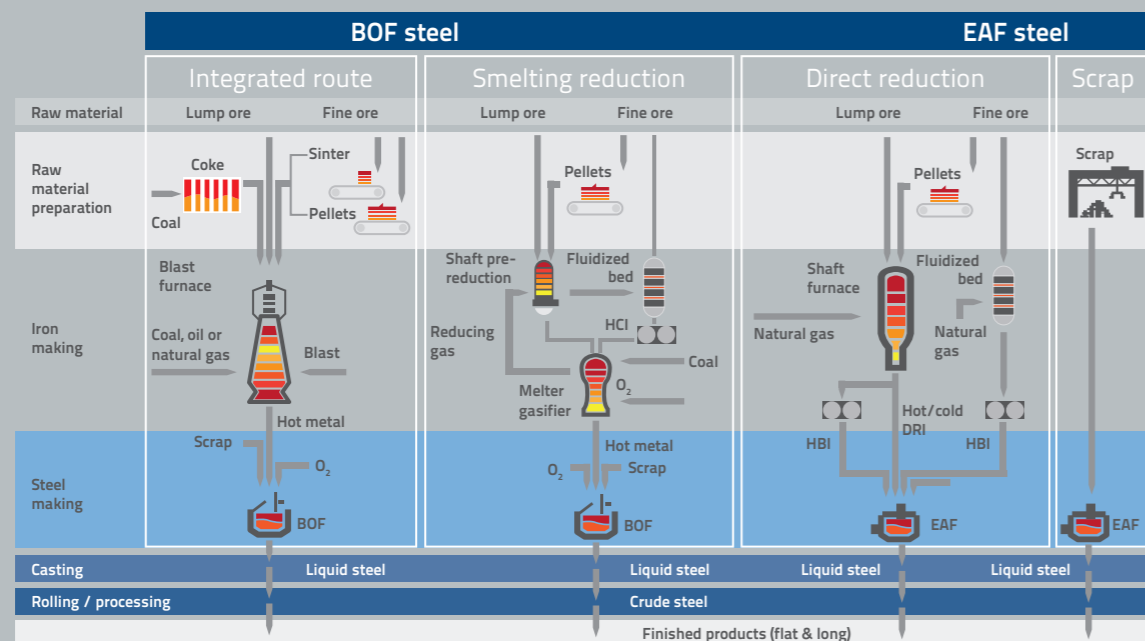 BOF steel
EAF steel
Integrated route
Smelting reduction
Direct reduction
Scrap
Raw material
Lump ore
Fine ore
Lump ore
Fine ore
Lump ore
Fine ore
Raw
material
preparation
Coke
Coal
Sinter
Pellets
Pellets
Pellets
Scrap
Iron
making
Blast
furnace
Coal, oil or
natural gas
Blast
Hot metal
Shaft pre-
reduction
Fluidized
bed
HCI
Reducing
gas
Melter
gasifier
Coal
O₂
Hot metal
Shaft
furnace
Natural gas
Fluidized
bed
Natural
gas
HBI
Hot/cold
DRI
HBI
Steel
making
Scrap
O₂
BOF
O₂
Scrap
BOF
EAF
EAF
Casting
Liquid steel
Liquid steel
Liquid steel
Liquid steel
Rolling / processing
Crude steel
Finished products (flat & long)